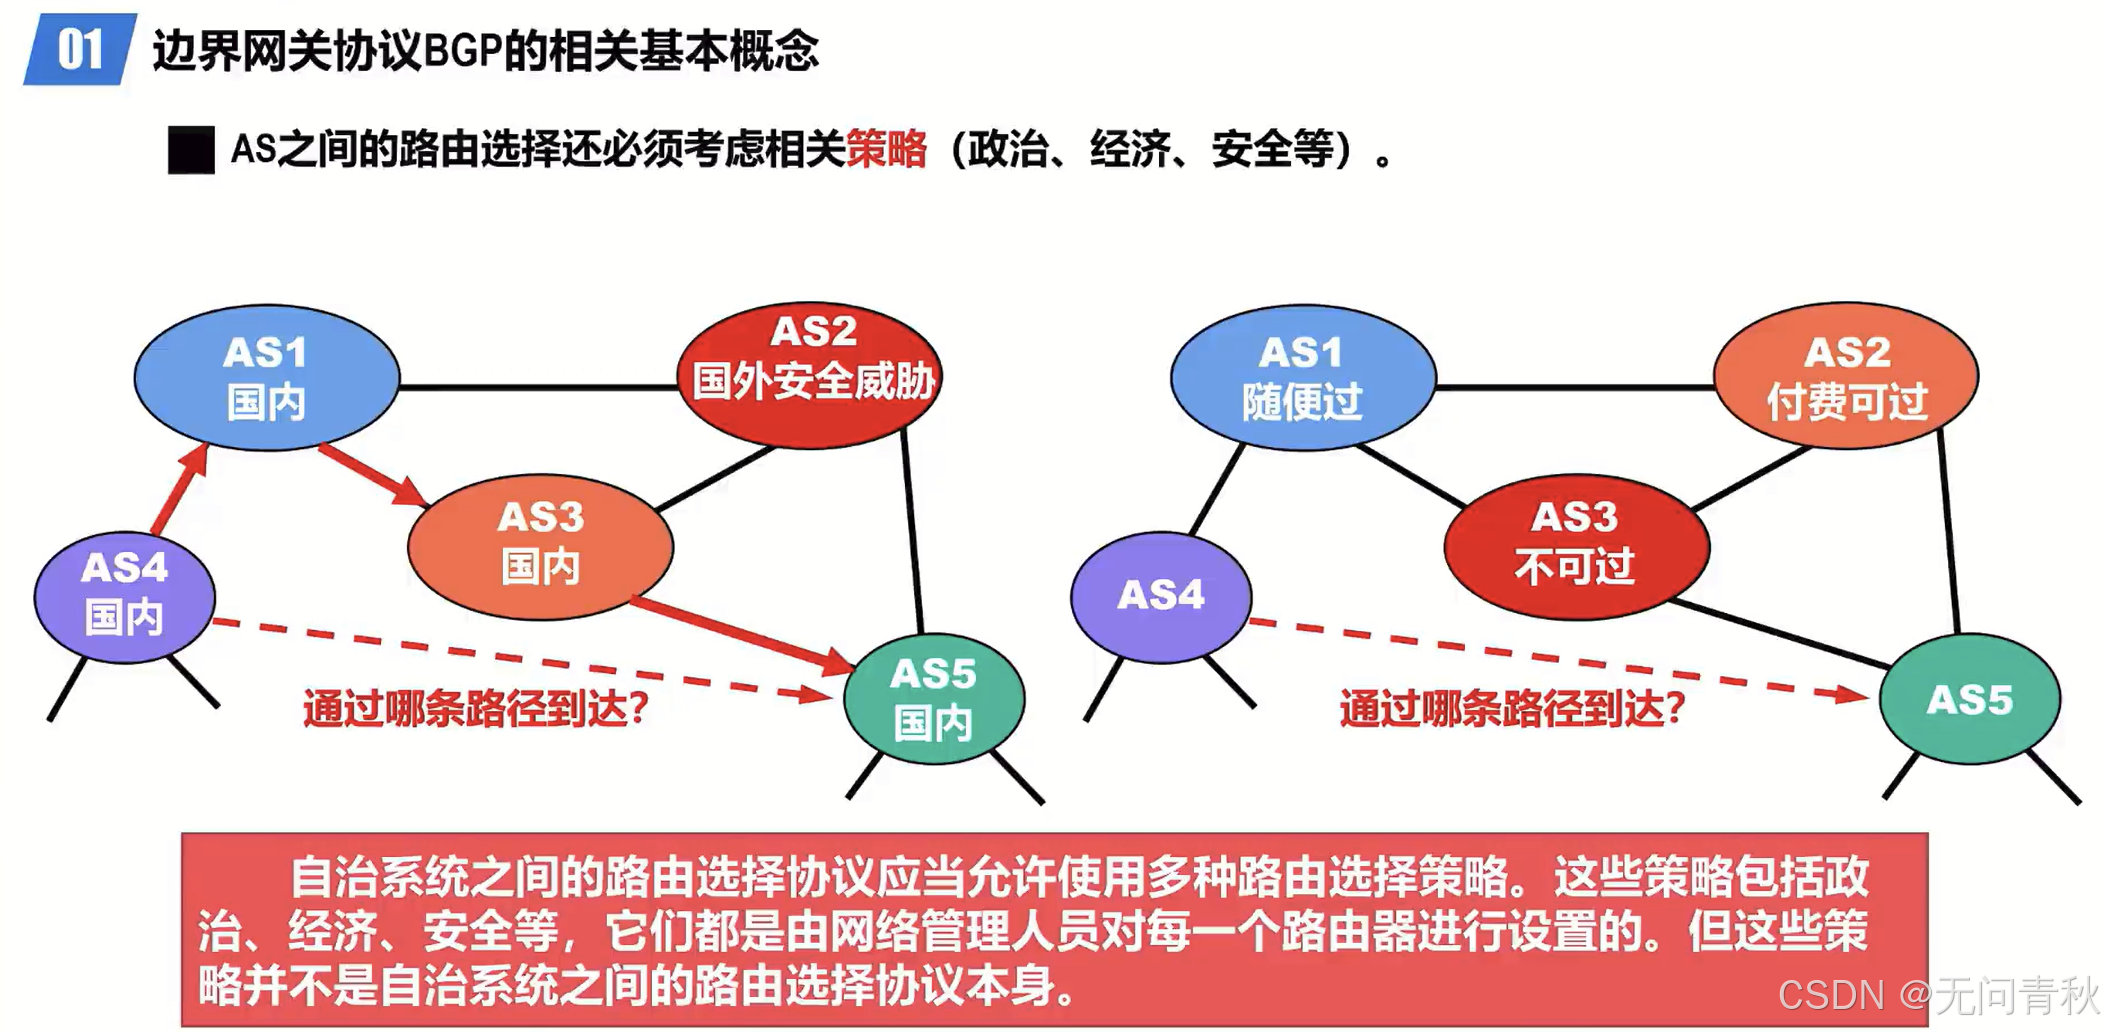 01 边界网关协议BGP的相关基本概念
AS之间的路由选择还必须考虑相关策略（政治、经济、安全等）。
AS1
国内
AS2
国外安全威胁
AS3
国内
AS4
国内
AS5
国内
通过哪条路径到达？
AS1
随便过
AS2
付费可过
AS3
不可过
AS4
AS5
通过哪条路径到达？
自治系统之间的路由选择协议应当允许使用多种路由选择策略。这些策略包括政
治、经济、安全等，它们都是由网络管理人员对每一个路由器进行设置的。但这些策
略并不是自治系统之间的路由选择协议本身。
CSDN @无问青秋